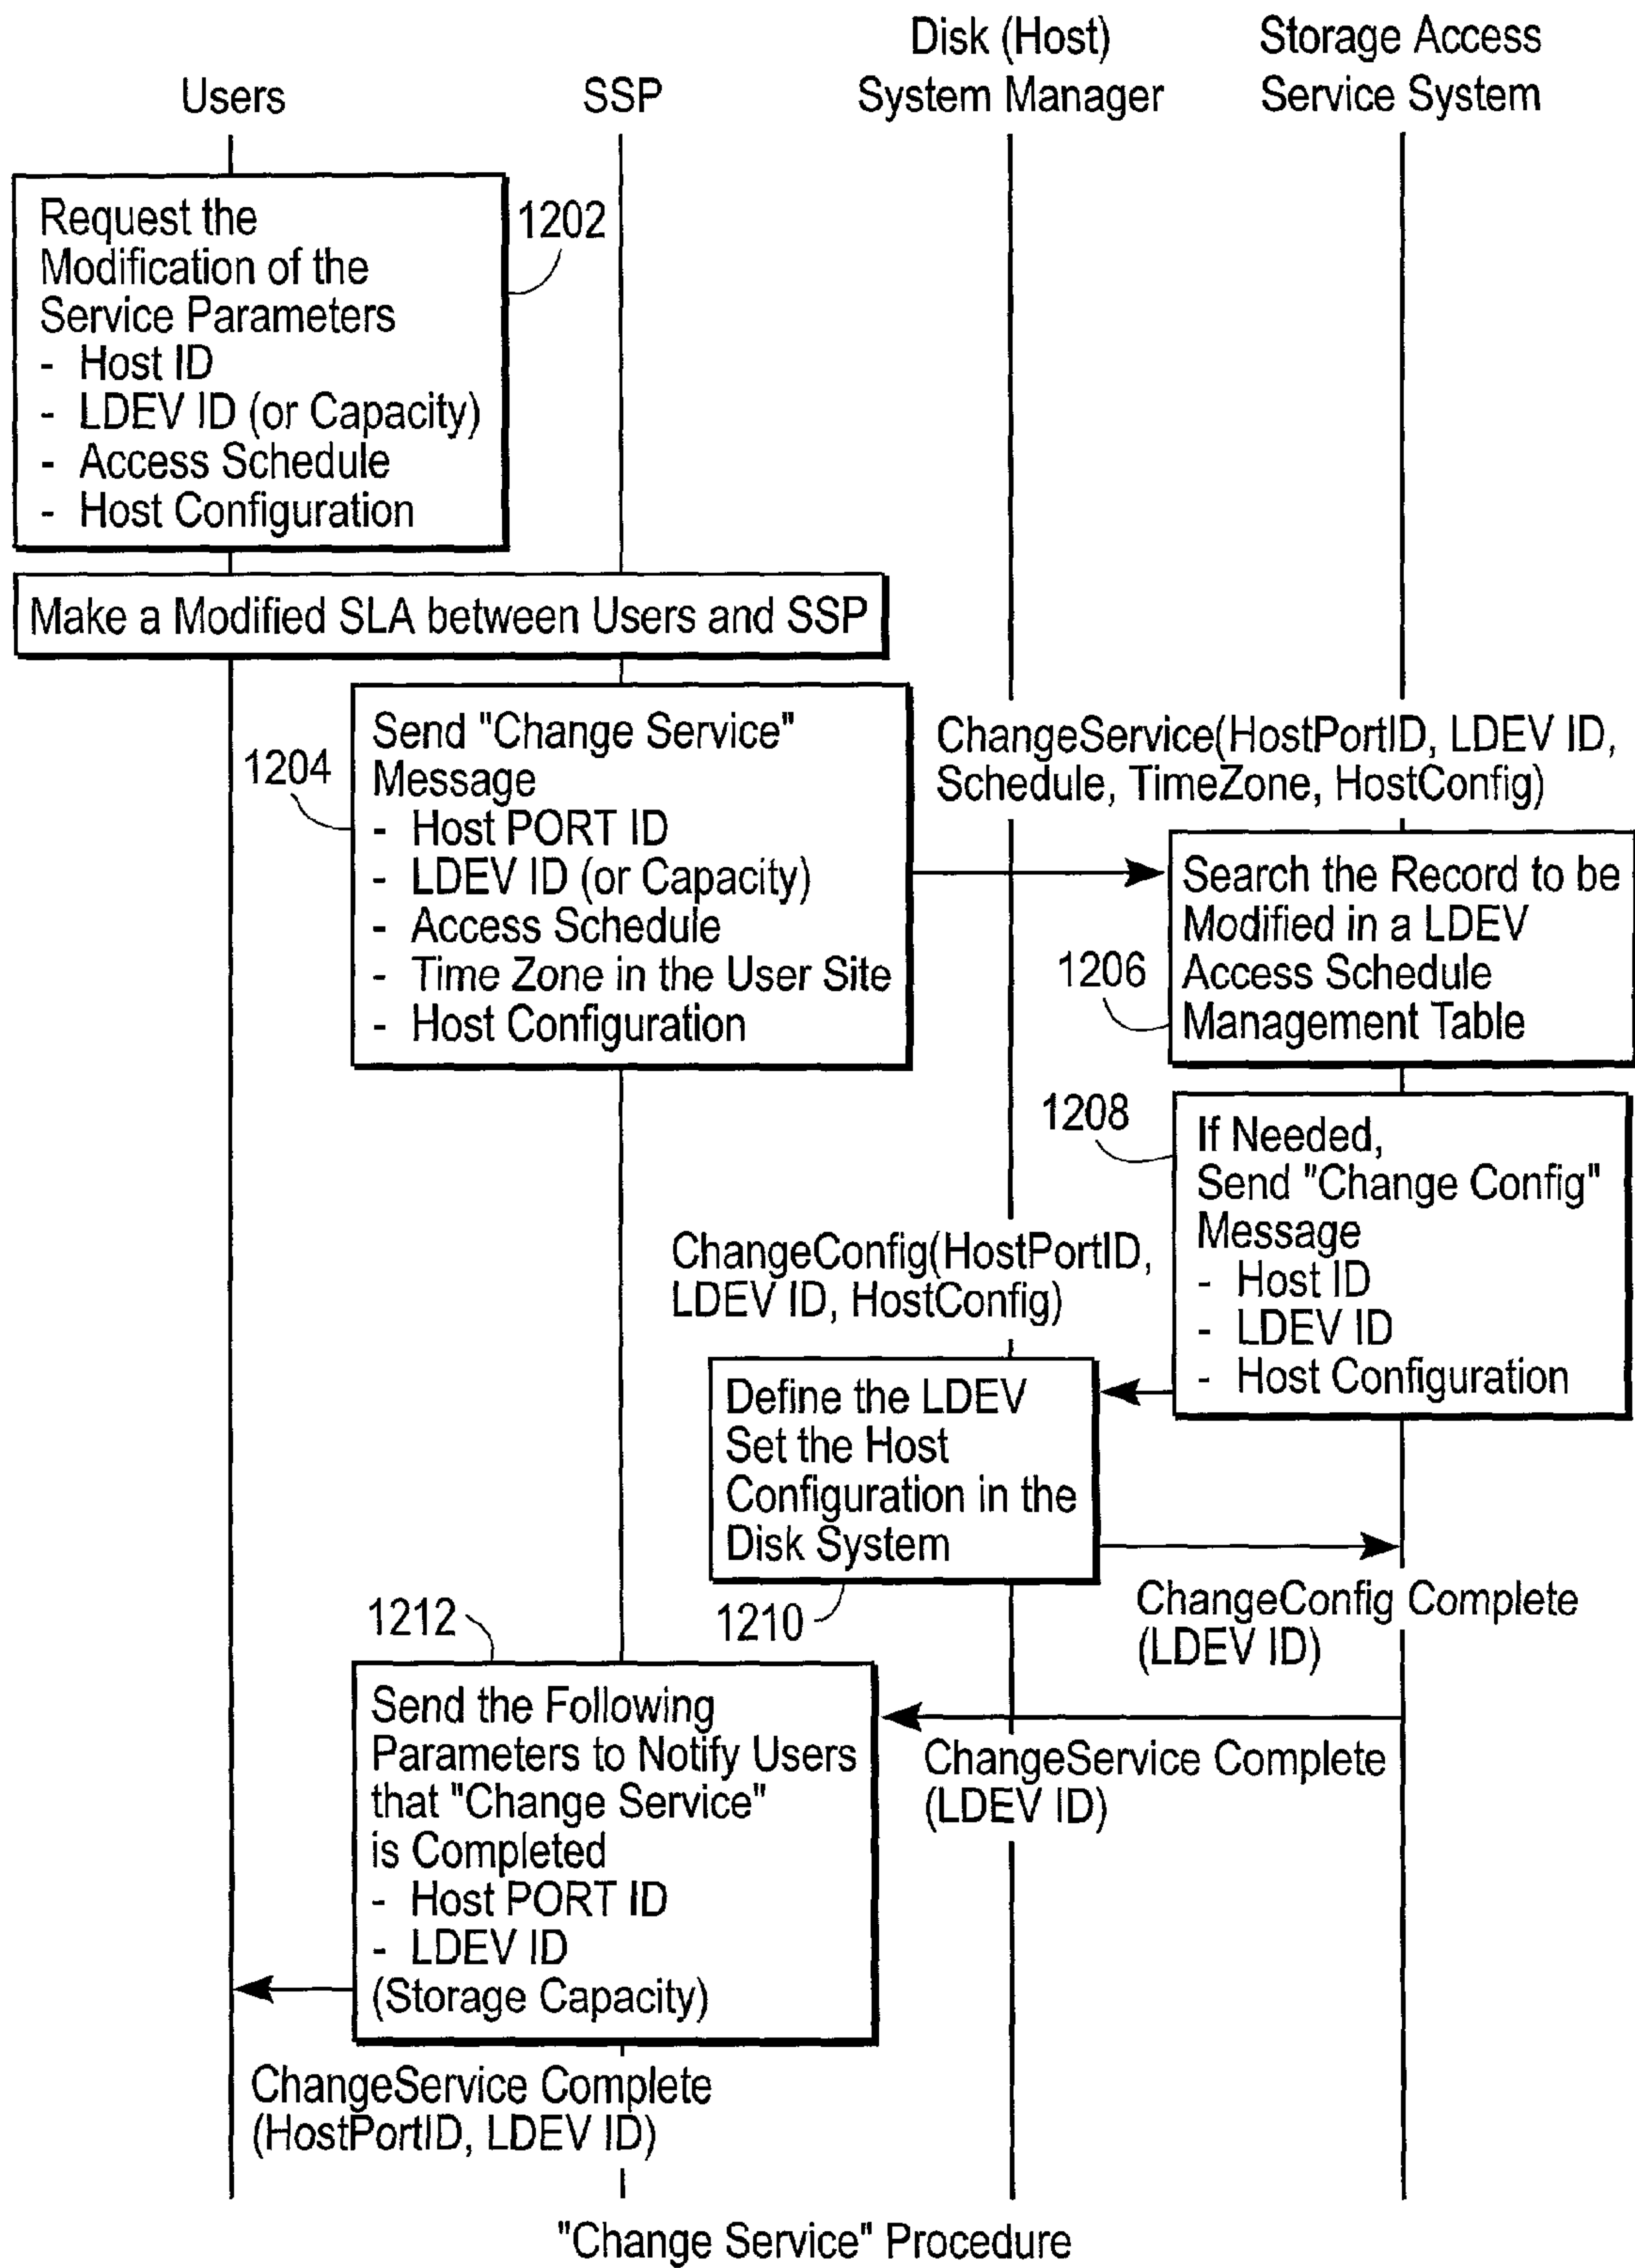 Users
SSP
Disk (Host)
System Manager
Storage Access
Service System
Request the
Modification of the
Service Parameters
- Host ID
- LDEV ID (or Capacity)
- Access Schedule
- Host Configuration
1202
Make a Modified SLA between Users and SSP
1204
Send "Change Service"
Message
- Host PORT ID
- LDEV ID (or Capacity)
- Access Schedule
- Time Zone in the User Site
- Host Configuration
ChangeService(HostPortID, LDEV ID,
Schedule, TimeZone, HostConfig)
1206
Search the Record to be
Modified in a LDEV
Access Schedule
Management Table
1208
If Needed,
Send "Change Config"
Message
- Host ID
- LDEV ID
- Host Configuration
ChangeConfig(HostPortID,
LDEV ID, HostConfig)
Define the LDEV
Set the Host
Configuration in the
Disk System
1210
ChangeConfig Complete
(LDEV ID)
1212
Send the Following
Parameters to Notify Users
that "Change Service"
is Completed
- Host PORT ID
- LDEV ID
(Storage Capacity)
ChangeService Complete
(LDEV ID)
ChangeService Complete
(HostPortID, LDEV ID)
"Change Service" Procedure